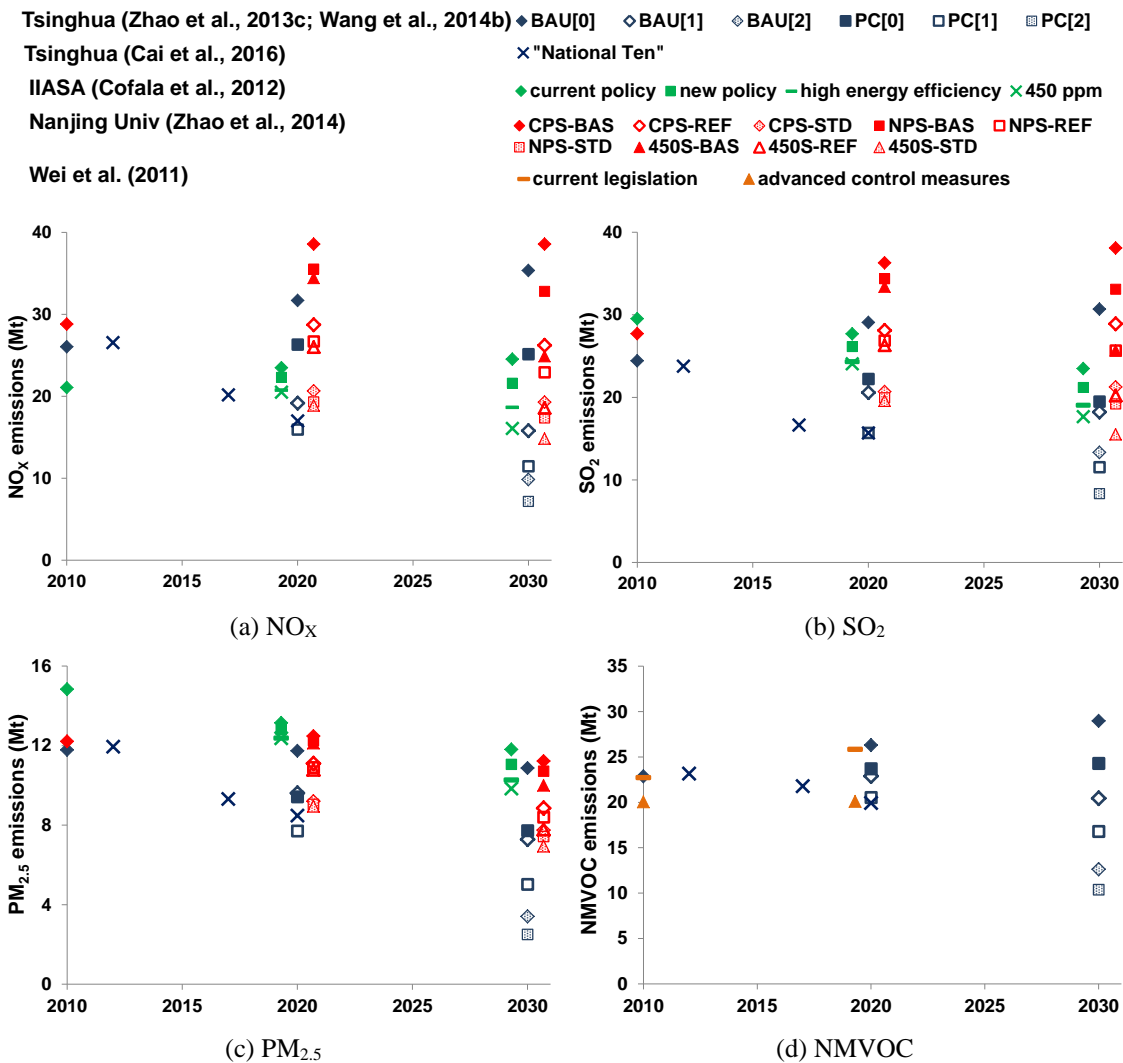 Tsinghua (Zhao et al., 2013c; Wang et al., 2014b) BAU[0] BAU[1] BAU[2] PC[0] PC[1] PC[2]
Tsinghua (Cai et al., 2016) "National Ten"
IIASA (Cofala et al., 2012) current policy new policy high energy efficiency 450 ppm
Nanjing Univ (Zhao et al., 2014) CPS-BAS CPS-REF CPS-STD NPS-BAS NPS-REF
NPS-STD 450S-BAS 450S-REF 450S-STD
Wei et al. (2011) current legislation advanced control measures
NOX emissions (Mt)
40
30
20
10
0
2010 2015 2020 2025 2030
(a) NOX
SO2 emissions (Mt)
40
30
20
10
0
2010 2015 2020 2025 2030
(b) SO2
PM2.5 emissions (Mt)
16
12
8
4
0
2010 2015 2020 2025 2030
(c) PM2.5
NMVOC emissions (Mt)
35
30
25
20
15
10
5
0
2010 2015 2020 2025 2030
(d) NMVOC